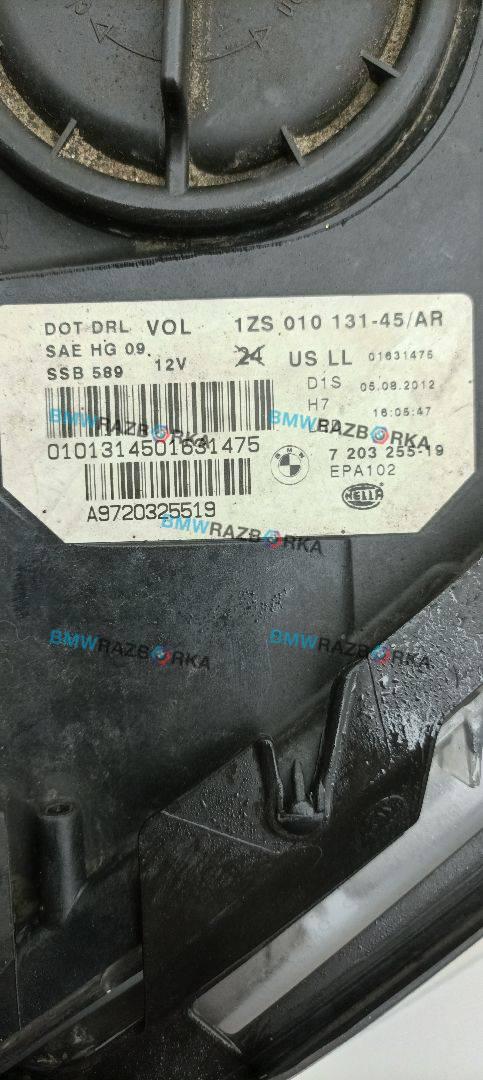 DOT DRL VOL 1ZS 010 131-45/AR
SAE HG 09. 24 US LL 01631475
SSB 589 12V
D1S 05.08.2012
H7 16:05:47
BMWRAZBORKA BMWRAZBORKA
0101314501631475
BMW 7 203 255-19
EPA102
HELLA
A9720325519
BMWRAZBORKA
BMWRAZBORKA BMWRAZBORKA